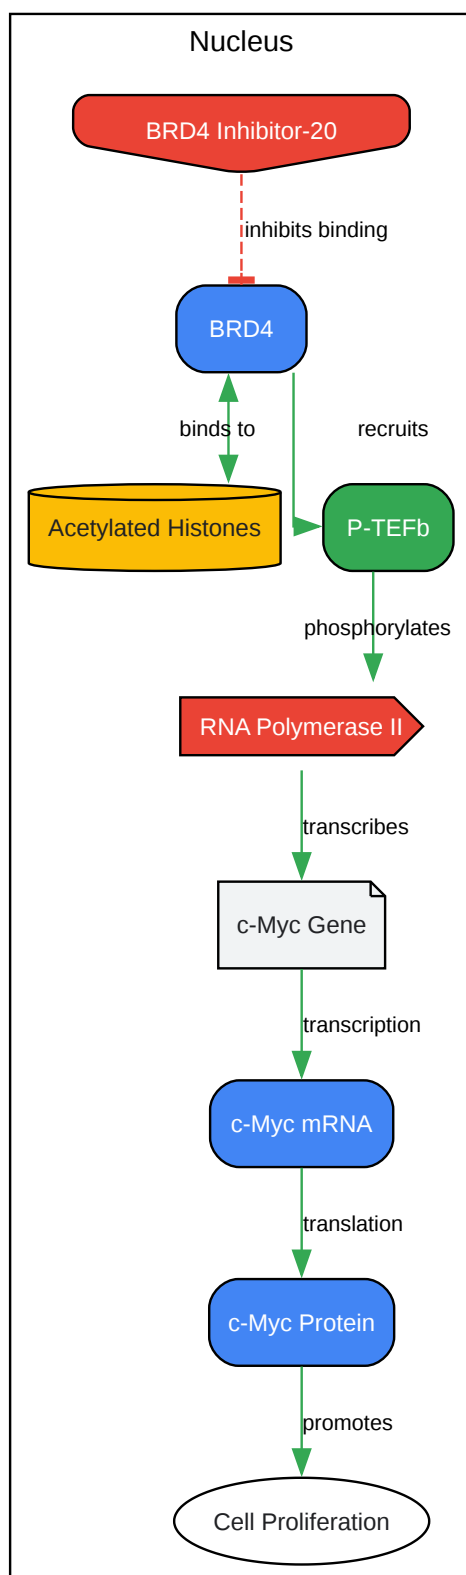 Nucleus
BRD4 Inhibitor-20
inhibits binding
BRD4
binds to
recruits
Acetylated Histones
P-TEFb
phosphorylates
RNA Polymerase II
transcribes
c-Myc Gene
transcription
c-Myc mRNA
translation
c-Myc Protein
promotes
Cell Proliferation